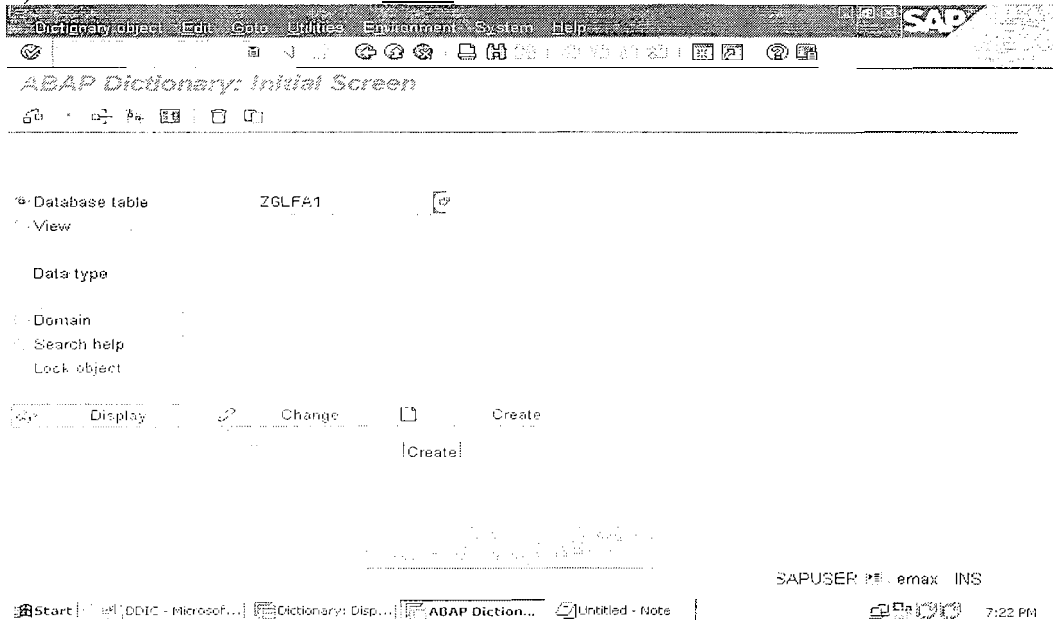 Dictionary object Edit Goto Utilities Environment System Help
SAP
ABAP Dictionary: Initial Screen
Database table ZGLFA1
View
Data type
Domain
Search help
Lock object
Display Change Create
Create
SAPUSER emax INS
Start DDIC - Microsof... Dictionary: Disp... ABAP Diction... Untitled - Note 7:22 PM